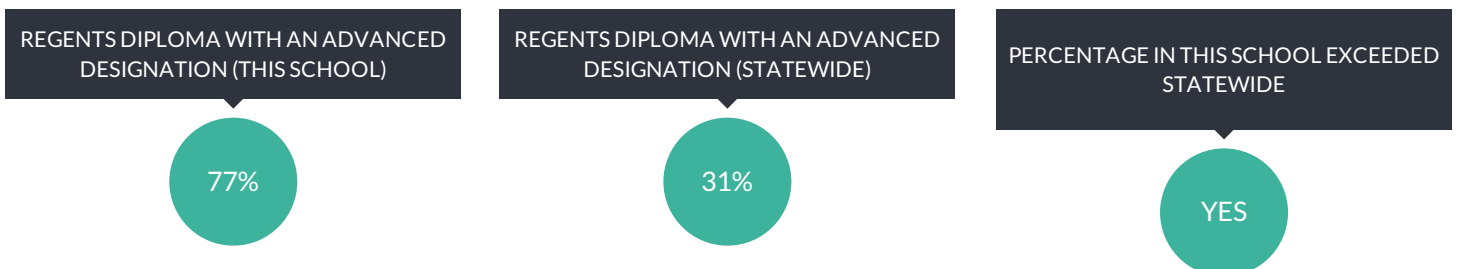 REGENTS DIPLOMA WITH AN ADVANCED
DESIGNATION (THIS SCHOOL)
77%
REGENTS DIPLOMA WITH AN ADVANCED
DESIGNATION (STATEWIDE)
31%
PERCENTAGE IN THIS SCHOOL EXCEEDED
STATEWIDE
YES